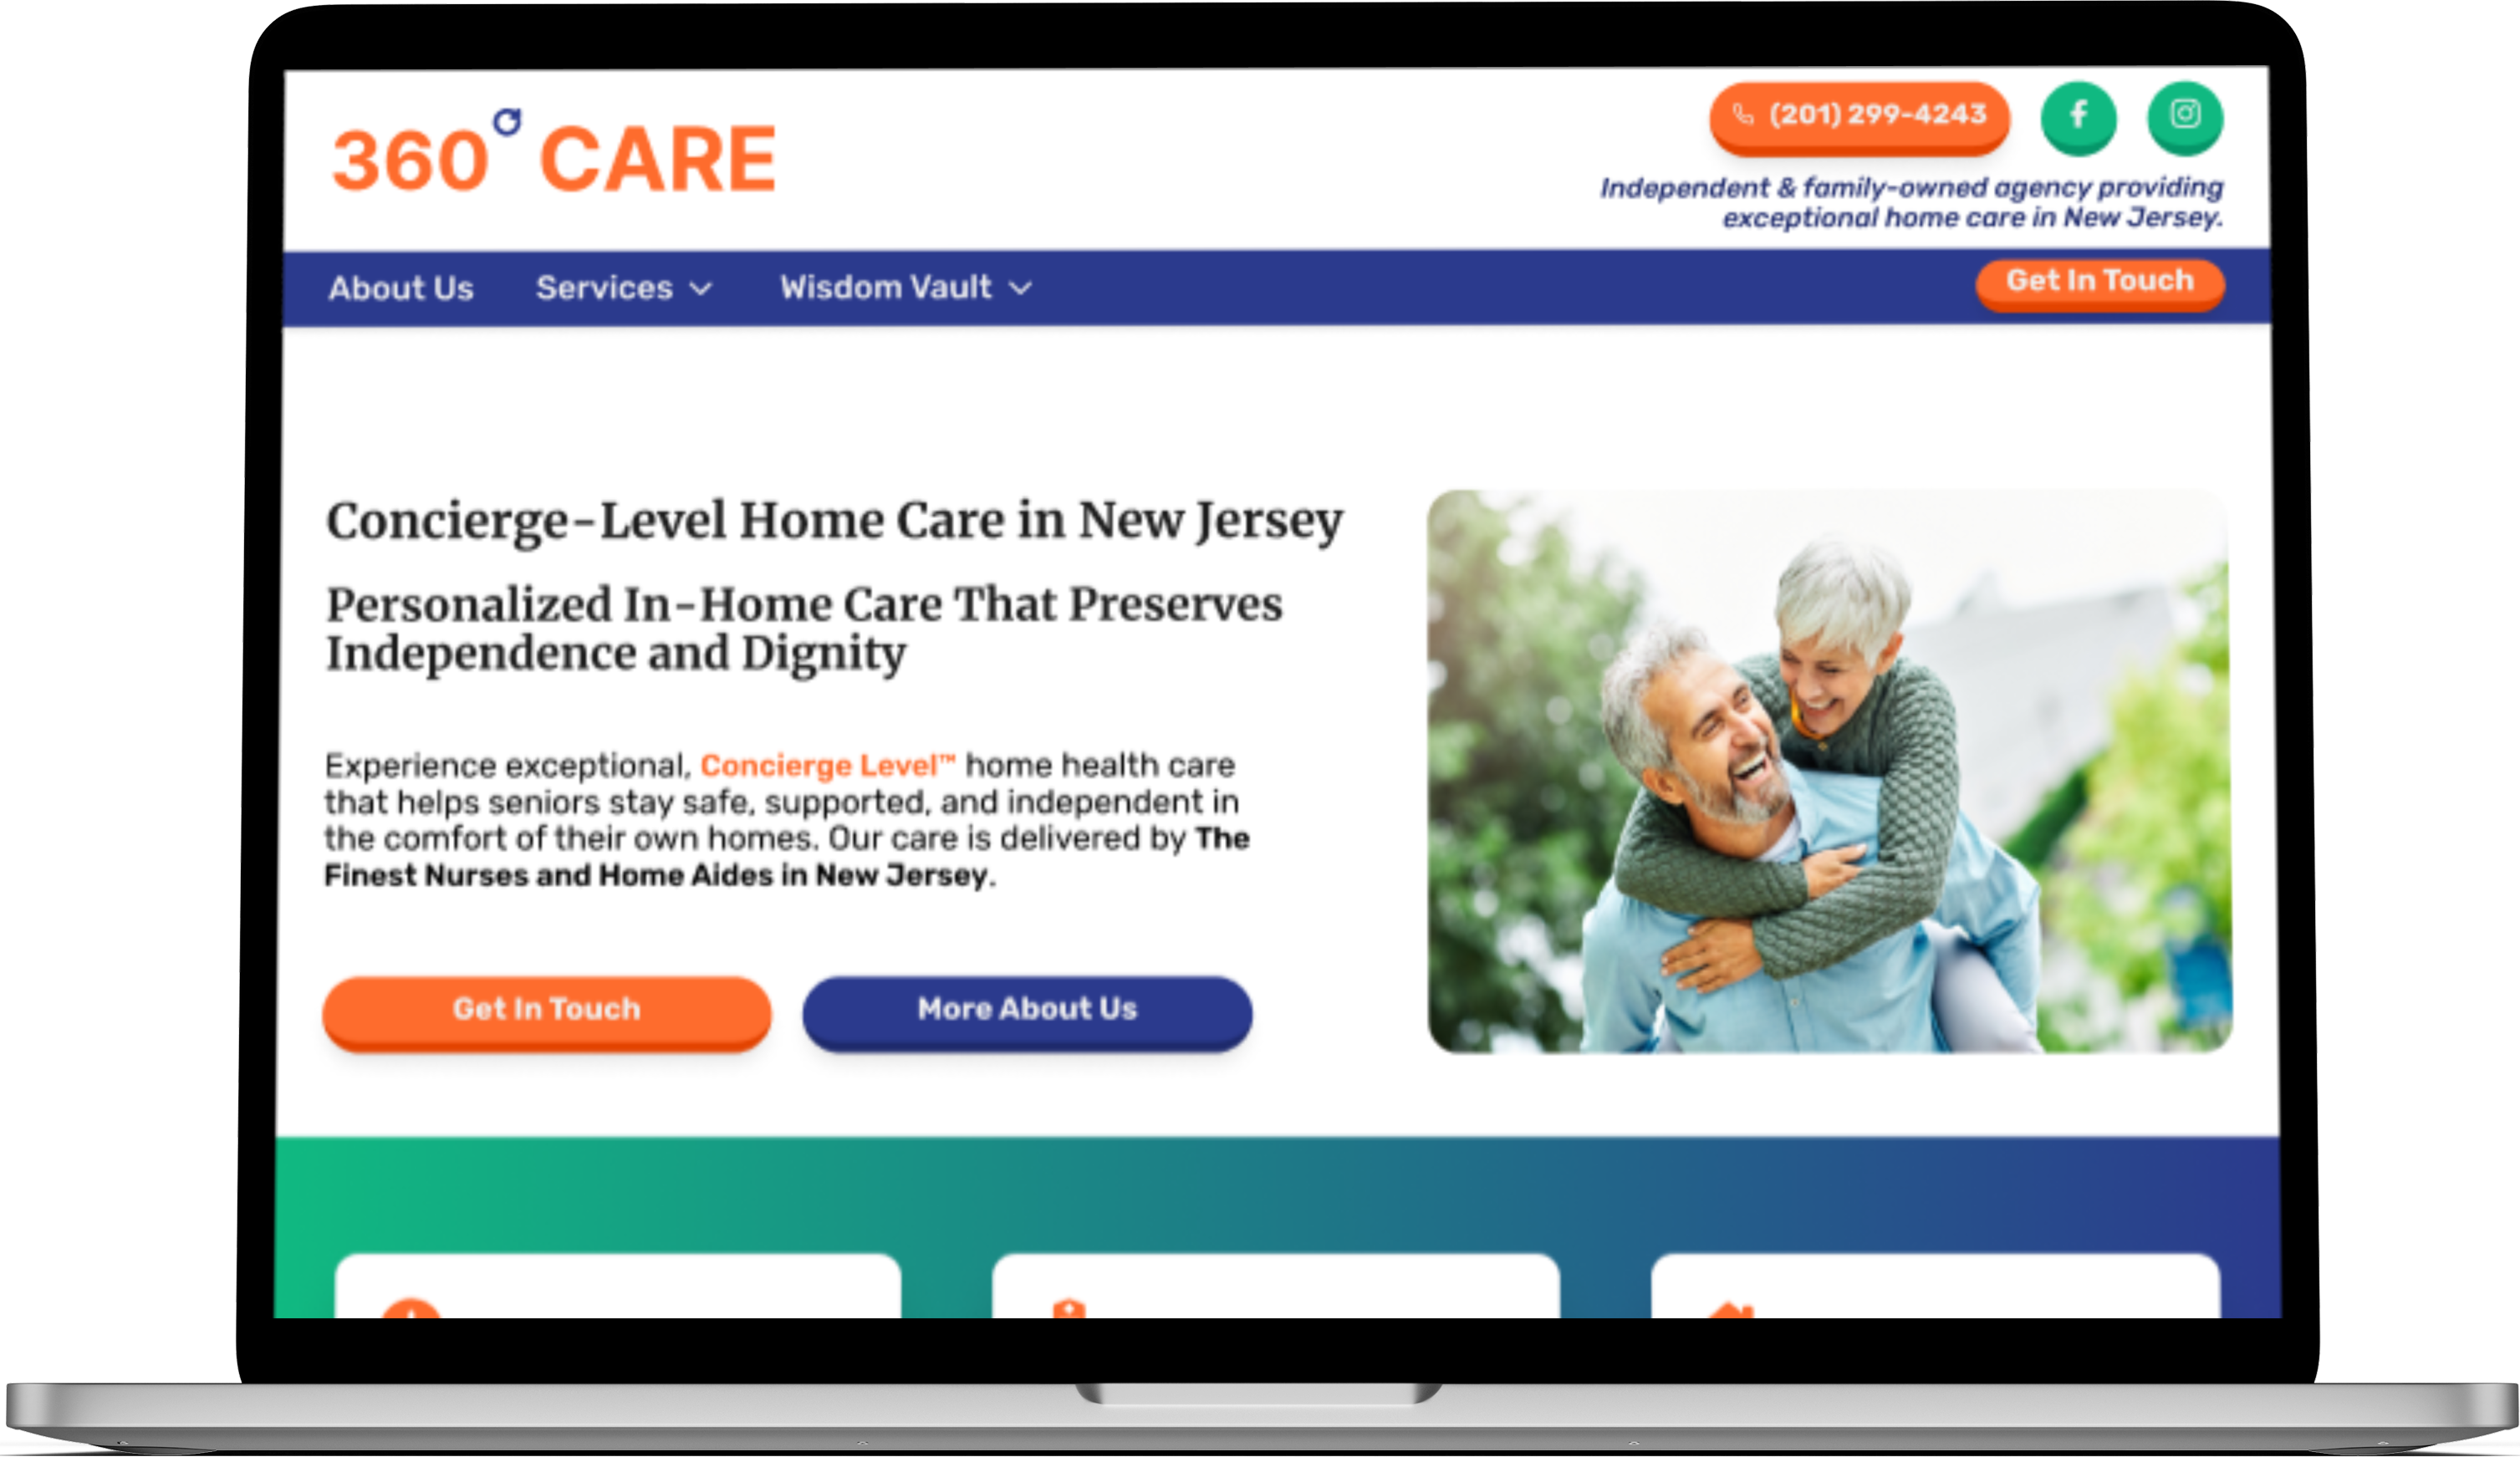 360 CARE
(201) 299-4243
Independent & family-owned agency providing
exceptional home care in New Jersey.
About Us
Services
Wisdom Vault
Get In Touch
Concierge-Level Home Care in New Jersey
Personalized In-Home Care That Preserves
Independence and Dignity
Experience exceptional, Concierge Level™ home health care
that helps seniors stay safe, supported, and independent in
the comfort of their own homes. Our care is delivered by The
Finest Nurses and Home Aides in New Jersey.
Get In Touch
More About Us